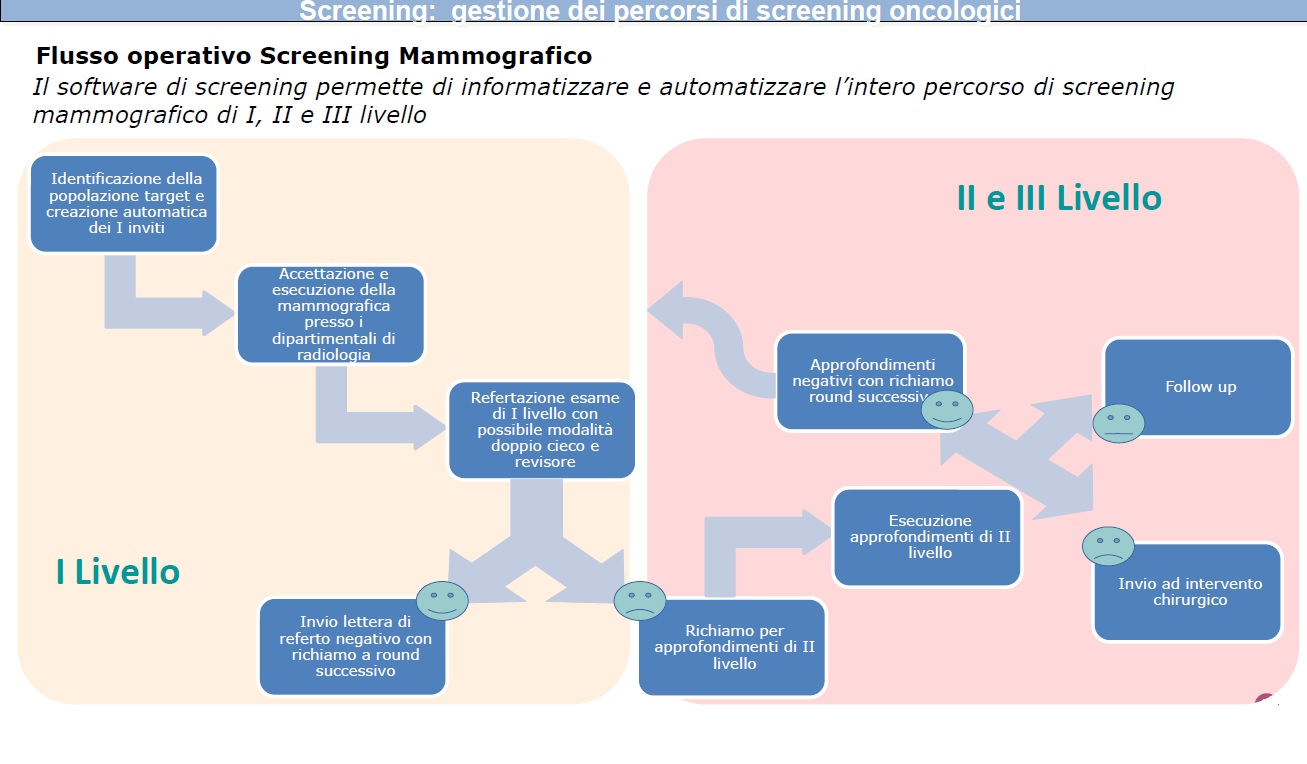 Screening:  gestione dei percorsi di screening oncologici
Flusso operativo Screening Mammografico
Il software di screening permette di informatizzare e automatizzare l’intero percorso di screening
mammografico di I, II e III livello
Identificazione della
popolazione target e
creazione automatica
dei I inviti
Accettazione e
esecuzione della
mammografica
presso i
dipartimentali di
radiologia
Refertazione esame
di I livello con
possibile modalità
doppio cieco e
revisore
I Livello
Invio lettera di
referto negativo con
richiamo a round
successivo
II e III Livello
Richiamo per
approfondimenti di II
livello
Esecuzione
approfondimenti di II
livello
Approfondimenti
negativi con richiamo
round successiv
Follow up
Invio ad intervento
chirurgico